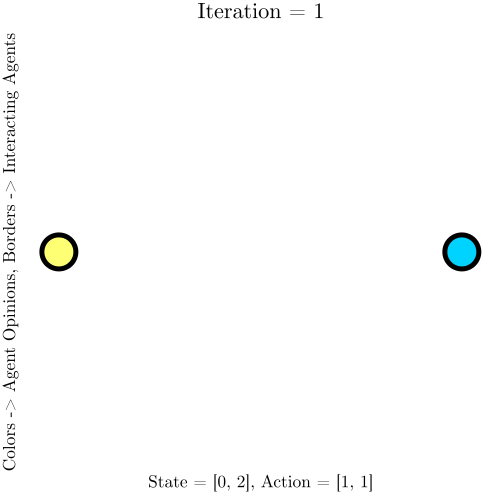 Iteration = 1
Colors -> Agent Opinions, Borders -> Interacting Agents
State = [0, 2], Action = [1, 1]